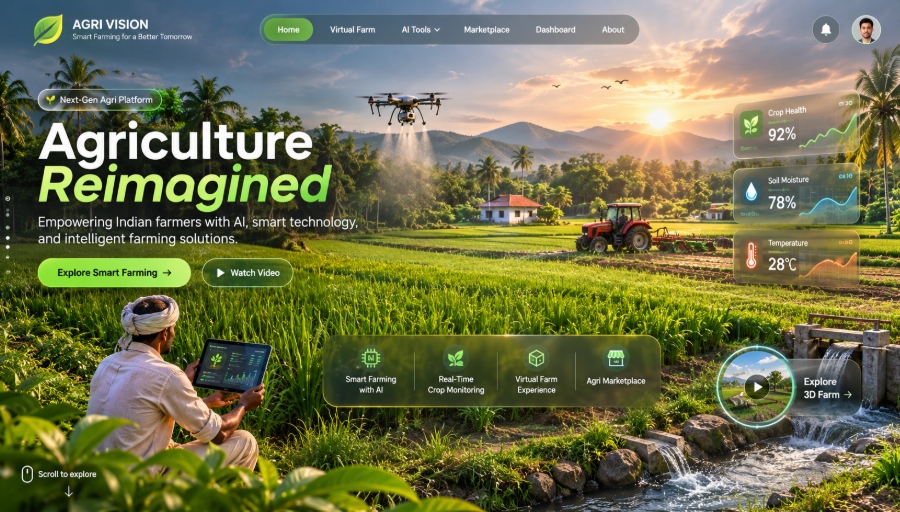 AGRI VISION
Smart Farming for a Better Tomorrow
Home
Virtual Farm
AI Tools
Marketplace
Dashboard
About
Next-Gen Agri Platform
Agriculture
Reimagined
Empowering Indian farmers with AI, smart technology,
and intelligent farming solutions.
Explore Smart Farming →
Watch Video
Crop Health
92%
Soil Moisture
78%
Temperature
28°C
Smart Farming
with AI
Real-Time
Crop Monitoring
Virtual Farm
Experience
Agri Marketplace
Explore
3D Farm →
Scroll to explore